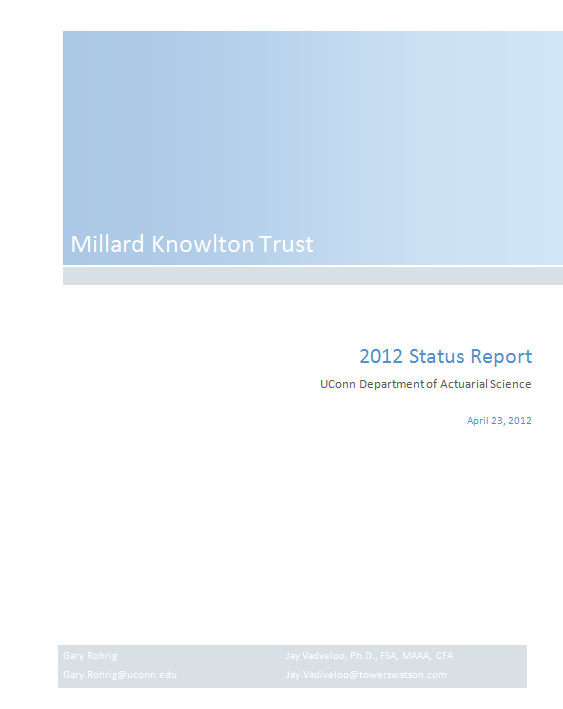 Millard Knowlton Trust
2012 Status Report
UConn Department of Actuarial Science
April 23, 2012
Gary Rohrig
Jay Vadveloo, Ph.D., FSA, MAAA, CFA
Gary.Rohrig@uconn.edu
Jay.Vadiveloo@towerswatson.com